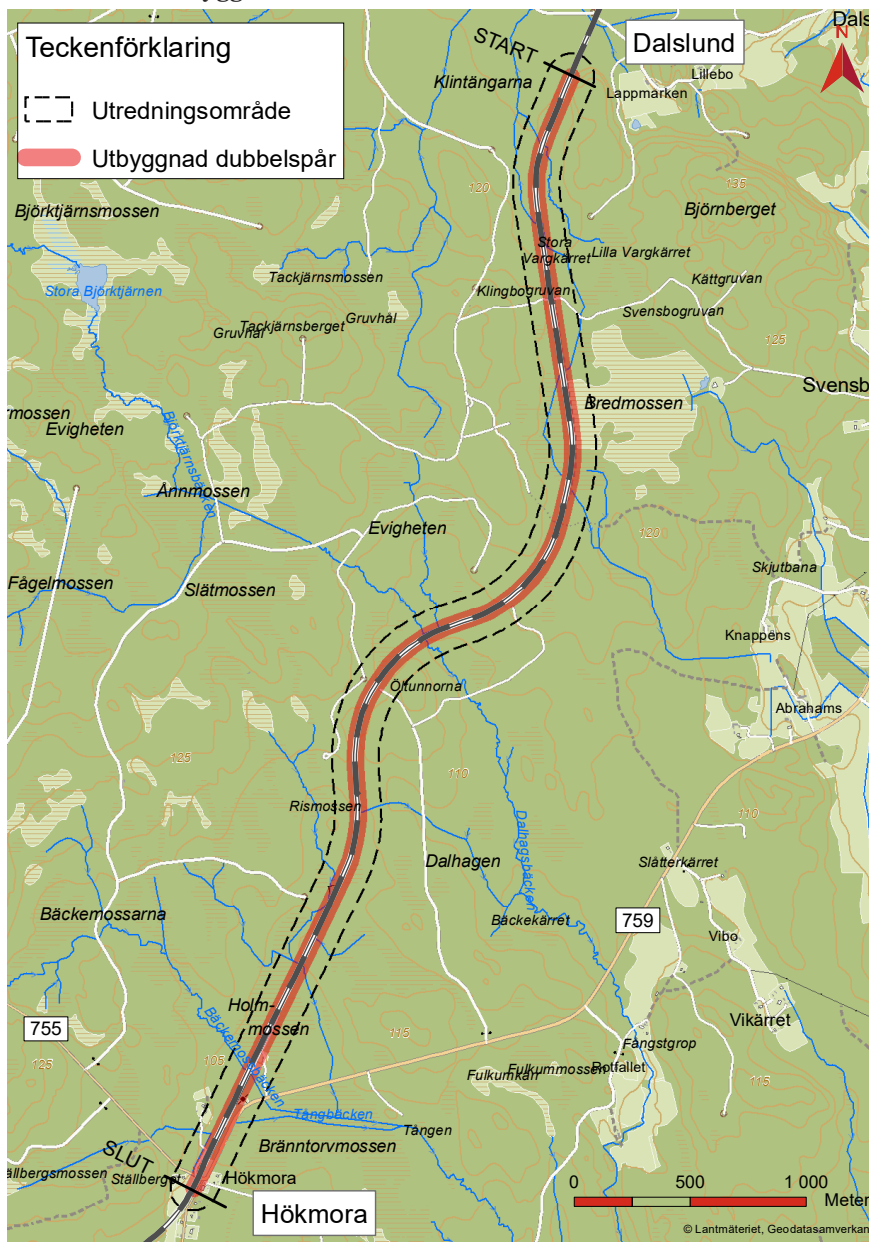 Teckenförklaring
Utredningsområde
Utbyggnad dubbelspår
START
Dalslund
Dals
N
Klintängarna
Lillebo
Lappmarken
120
135
Björktjärnsmossen
Björnberget
Stora
Vargkärret
Lilla Vargkärret
Tackjärnsmossen
Kättgruvan
Stora Björktjärnen
Klingbogruvan
Svensbogruvan
Gruvhål
Tackjärnsberget
Gruvhål
125
Svensb
Bredmossen
rmossen
Evigheten
Björktjärnsbäcken
Ånnmossen
Evigheten
120
Skjutbana
Fågelmossen
Slätmossen
Knappens
Öltunnorna
Abrahams
125
110
110
Rismossen
Dalhagsbäcken
Dalhagen
Slåtterkärret
Bäckemossarna
Bäckekärret
759
Vibo
Holm-
mossen
Vikärret
755
Bäckemossbäcken
115
Fångstgrop
125
105
Fulkumkan
Fulkummossen
Rotfallet
115
Tångbäcken
Tången
SLUT
Bränntorvmossen
ällbergsmossen
Ställberget
Hökmora
Hökmora
0 500 1 000
Meter
© Lantmäteriet, Geodatasamverkan